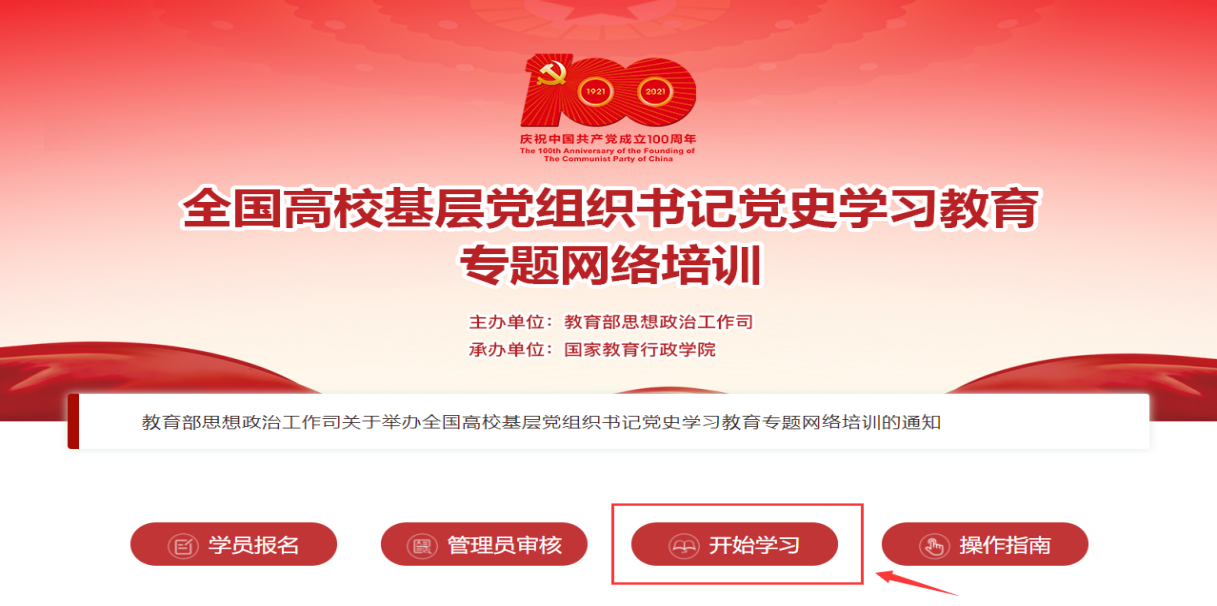 1921 2021
庆祝中国共产党成立100周年
The 100th Anniversary of the Founding of
The Communist Party of China
全国高校基层党组织书记党史学习教育
专题网络培训
主办单位：教育部思想政治工作司
承办单位：国家教育行政学院
教育部思想政治工作司关于举办全国高校基层党组织书记党史学习教育专题网络培训的通知
学员报名 管理员审核 开始学习 操作指南